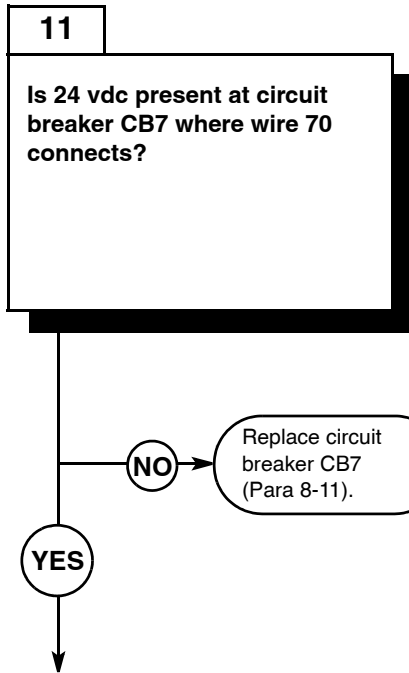 11
Is 24 vdc present at circuit
breaker CB7 where wire 70
connects?
NO
Replace circuit
breaker CB7
(Para 8-11).
YES